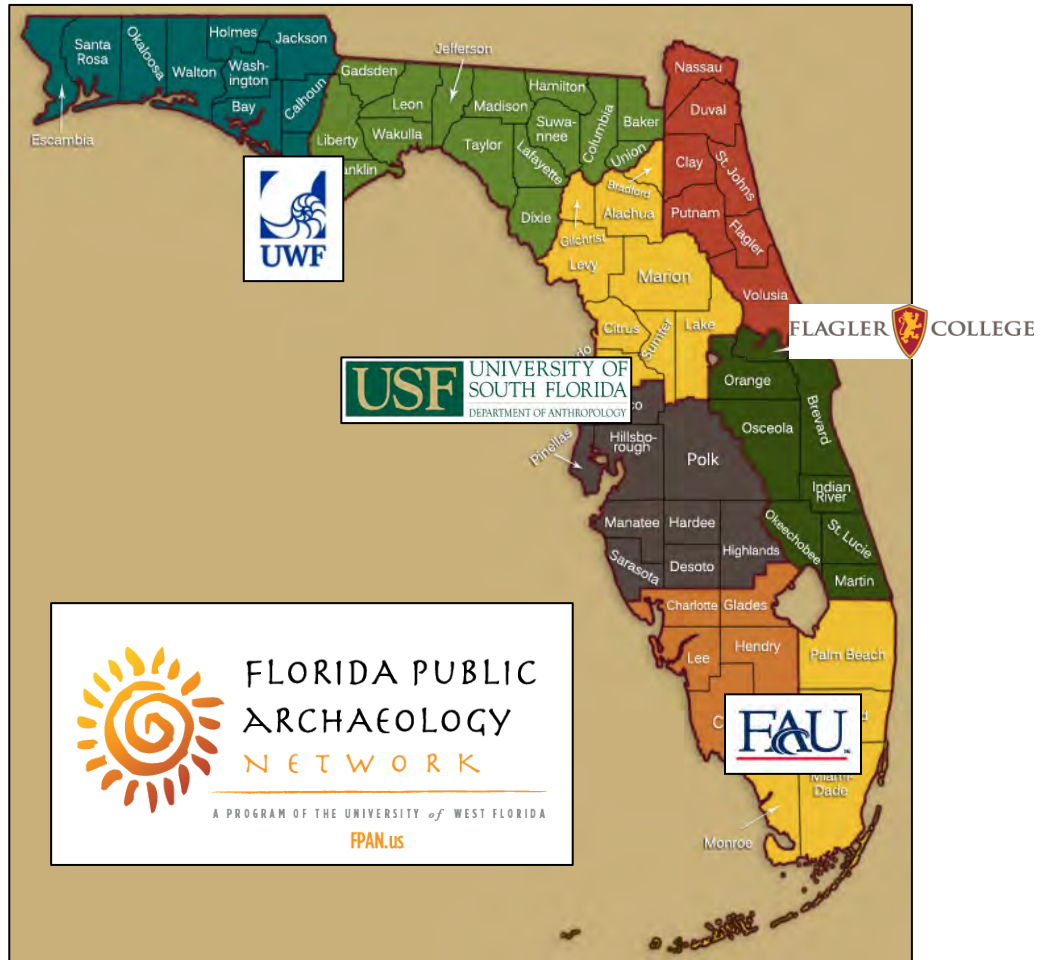 Holmes
Jackson
Santa
Rosa
Okaloosa
Walton
Wash-
ington
Bay
Calhoun
Escambia
Jefferson
Gadsden
Leon
Madison
Hamilton
Liberty
Wakulla
Taylor
Suwa-
nnee
Columbia
Baker
anklin
Lafayette
Union
Dixie
Nassau
Duval
Clay
St. Johns
Putnam
Flagler
Volusia
Bradford
Alachua
Gilchrist
Levy
Marion
Citrus
Sumter
Lake
do
UWF
FLAGLER COLLEGE
USF
UNIVERSITY OF
SOUTH FLORIDA
DEPARTMENT OF ANTHROPOLOGY
co
Orange
Osceola
Brevard
Indian
River
Okeechobee
St. Lucie
Martin
Pinellas
Hillsbo-
rough
Polk
Manatee
Hardee
Highlands
Sarasota
Desoto
Charlotte
Glades
Lee
Hendry
C
Palm Beach
d
FAU
Miami-
Dade
Monroe
FLORIDA PUBLIC
ARCHAEOLOGY
NETWORK
A PROGRAM OF THE UNIVERSITY of WEST FLORIDA
FPAN.us